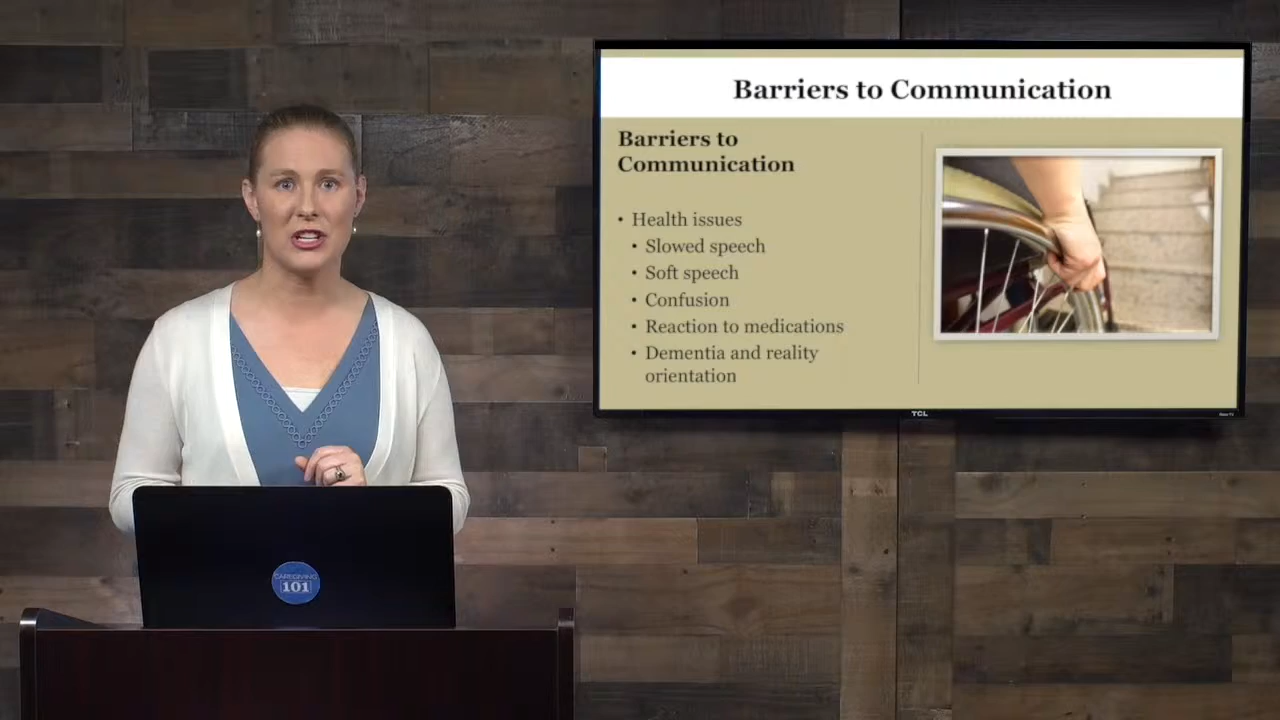 Barriers to Communication
Barriers to
Communication
• Health issues
• Slowed speech
• Soft speech
• Confusion
• Reaction to medications
• Dementia and reality
orientation
TCL
CAREGIVING
101